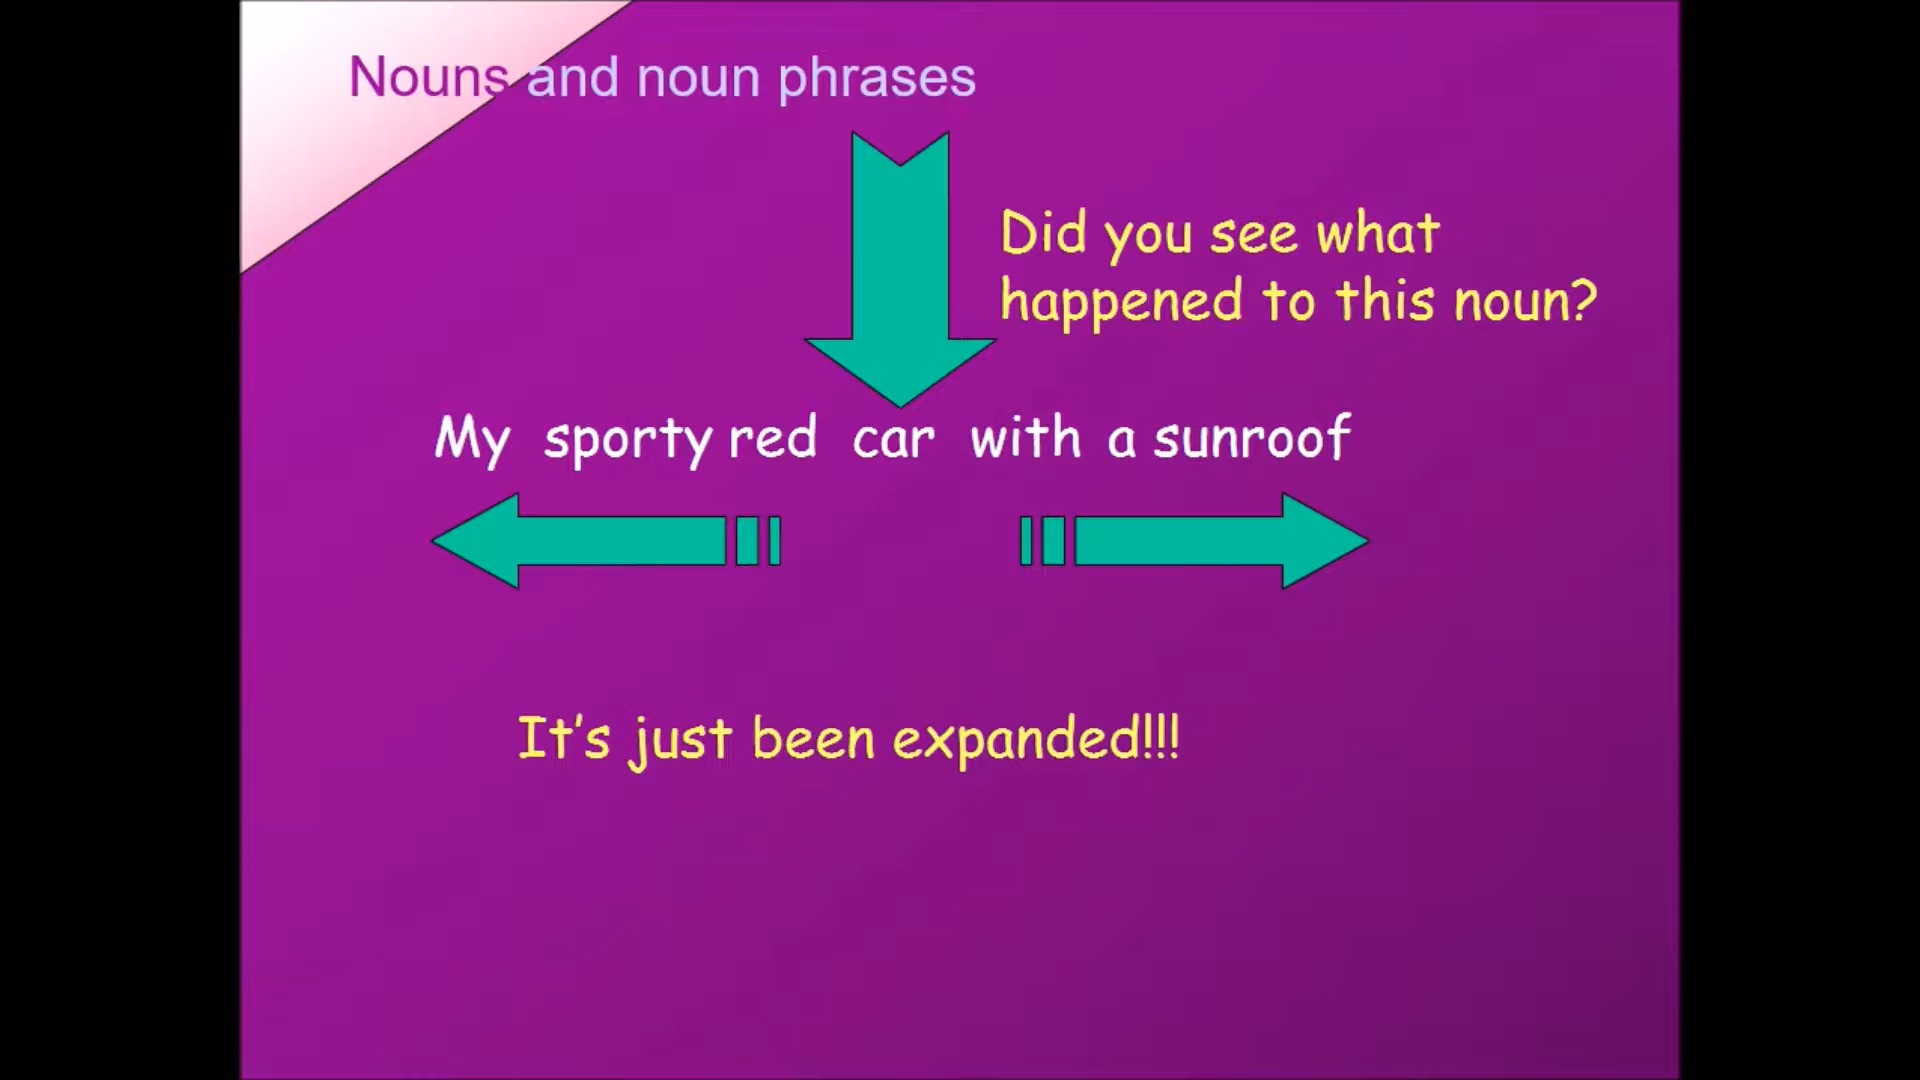 Nouns and noun phrases
Did you see what
happened to this noun?
My sporty red car with a sunroof
It's just been expanded!!!